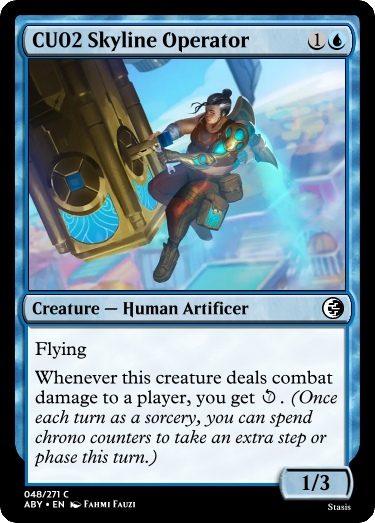 CU02 Skyline Operator 1
Creature — Human Artificer
Flying
Whenever this creature deals combat
damage to a player, you get . (Once
each turn as a sorcery, you can spend
chrono counters to take an extra step or
phase this turn.)
1/3
048/271 C
ABY • EN Fahmi Fauzi
Stasis